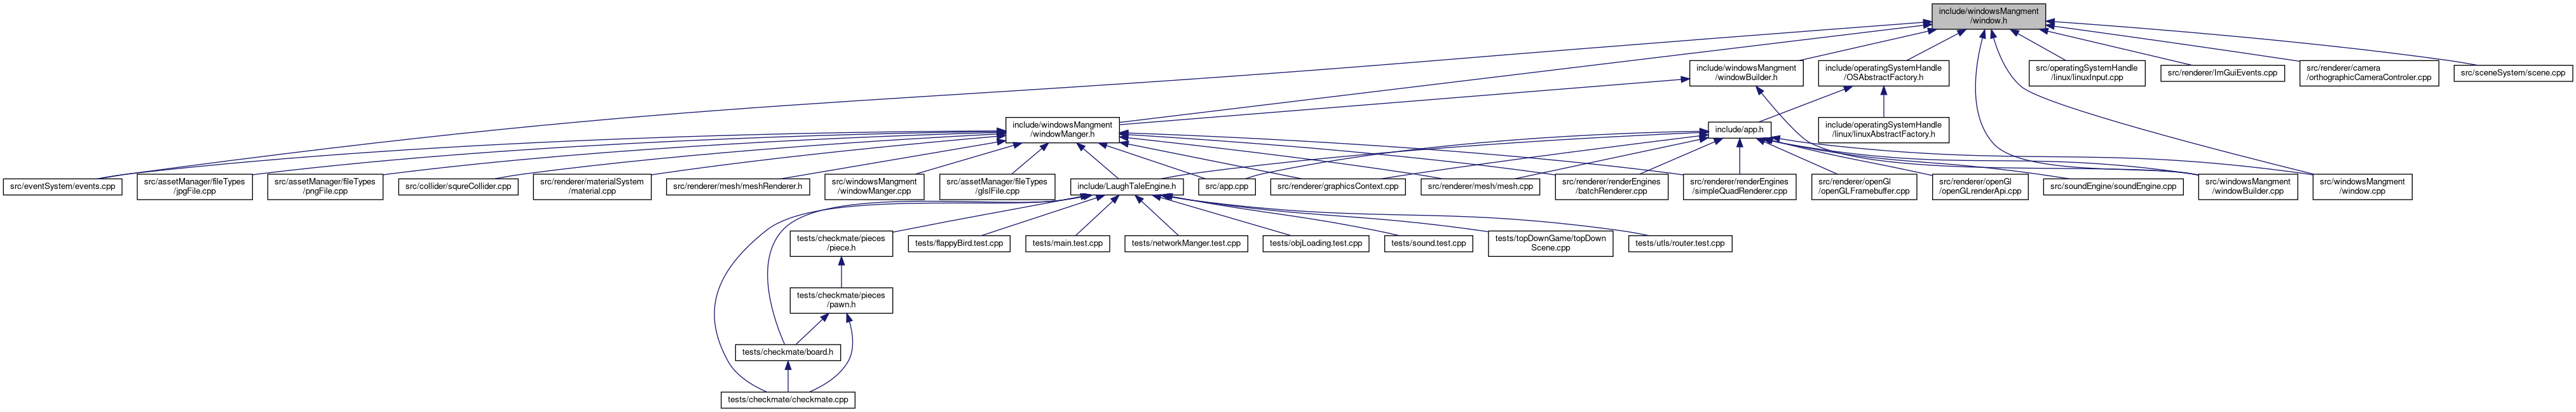 include/windowsMangment
/window.h
include/windowsMangment
/windowBuilder.h
include/operatingSystemHandle
/OSAbstractFactory.h
src/operatingSystemHandle
/linux/linuxInput.cpp
src/renderer/ImGuiEvents.cpp
src/renderer/camera
/orthographicCameraControler.cpp
src/sceneSystem/scene.cpp
include/windowsMangment
/windowManger.h
include/app.h
include/operatingSystemHandle
/linux/linuxAbstractFactory.h
src/eventSystem/events.cpp
src/assetManager/fileTypes
/jpgFile.cpp
src/assetManager/fileTypes
/pngFile.cpp
src/collider/squreCollider.cpp
src/renderer/materialSystem
/material.cpp
src/renderer/mesh/meshRenderer.h
src/windowsMangment
/windowManger.cpp
src/assetManager/fileTypes
/glslFile.cpp
include/LaughTaleEngine.h
src/app.cpp
src/renderer/graphicsContext.cpp
src/renderer/mesh/mesh.cpp
src/renderer/renderEngines
/batchRenderer.cpp
src/renderer/renderEngines
/simpleQuadRenderer.cpp
src/renderer/openGl
/openGLFramebuffer.cpp
src/renderer/openGl
/openGLrenderApi.cpp
src/soundEngine/soundEngine.cpp
src/windowsMangment
/windowBuilder.cpp
src/windowsMangment
/window.cpp
tests/checkmate/pieces
/piece.h
tests/flappyBird.test.cpp
tests/main.test.cpp
tests/networkManger.test.cpp
tests/objLoading.test.cpp
tests/sound.test.cpp
tests/topDownGame/topDown
Scene.cpp
tests/utls/router.test.cpp
tests/checkmate/pieces
/pawn.h
tests/checkmate/board.h
tests/checkmate/checkmate.cpp